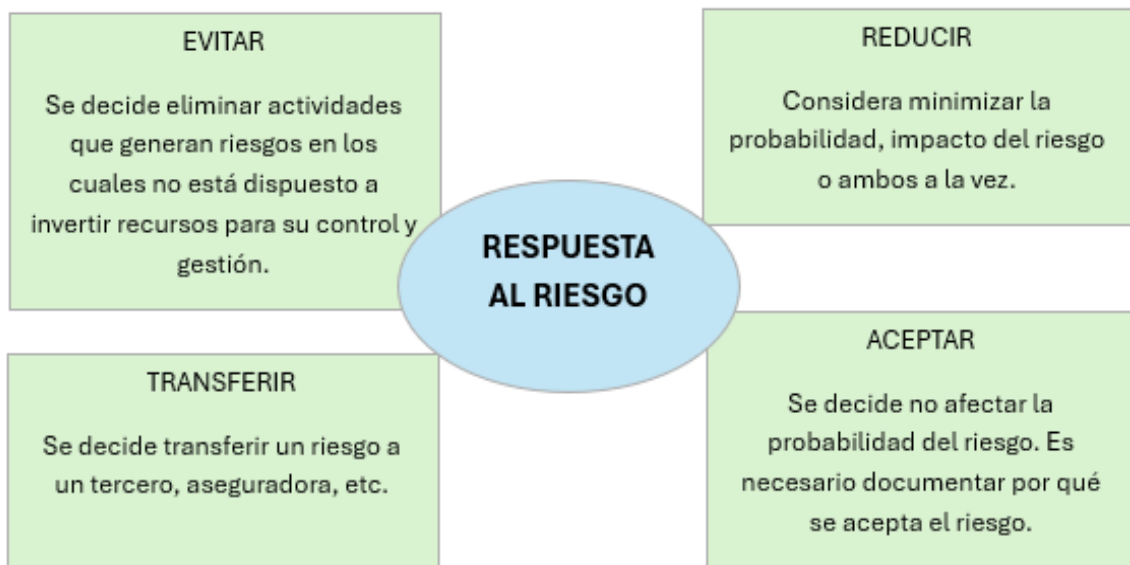 EVITAR
Se decide eliminar actividades
que generan riesgos en los
cuales no está dispuesto a
invertir recursos para su control y
gestión.
REDUCIR
Considera minimizar la
probabilidad, impacto del riesgo
o ambos a la vez.
RESPUESTA
AL RIESGO
TRANSFERIR
Se decide transferir un riesgo a
un tercero, aseguradora, etc.
ACEPTAR
Se decide no afectar la
probabilidad del riesgo. Es
necesario documentar por qué
se acepta el riesgo.